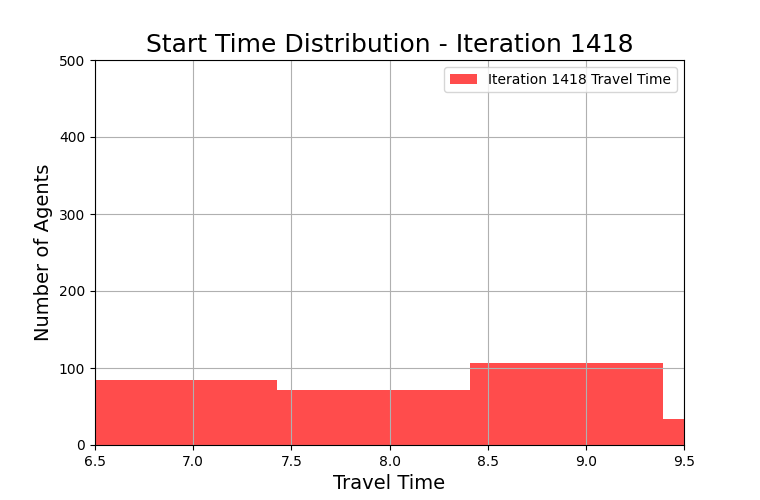 Start Time Distribution - Iteration 1418
Iteration 1418 Travel Time
Number of Agents
500
400
300
200
100
0
6.5 7.0 7.5 8.0 8.5 9.0 9.5
Travel Time